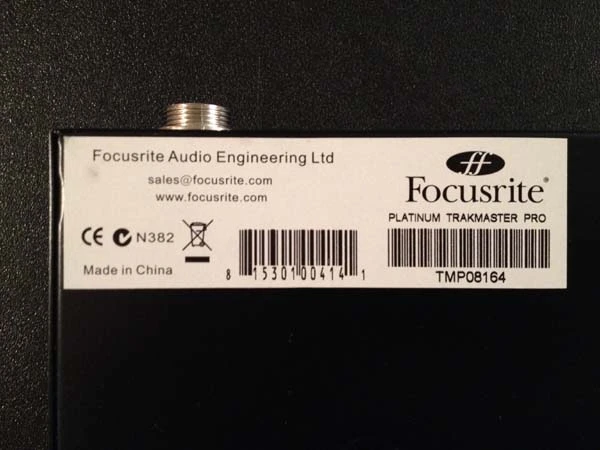 Focusrite Audio Engineering Ltd
sales@focusrite.com
www.focusrite.com
CE N382
Made in China
8 15301 00414 1
ff
Focusrite®
PLATINUM TRAKMASTER PRO
TMP08164